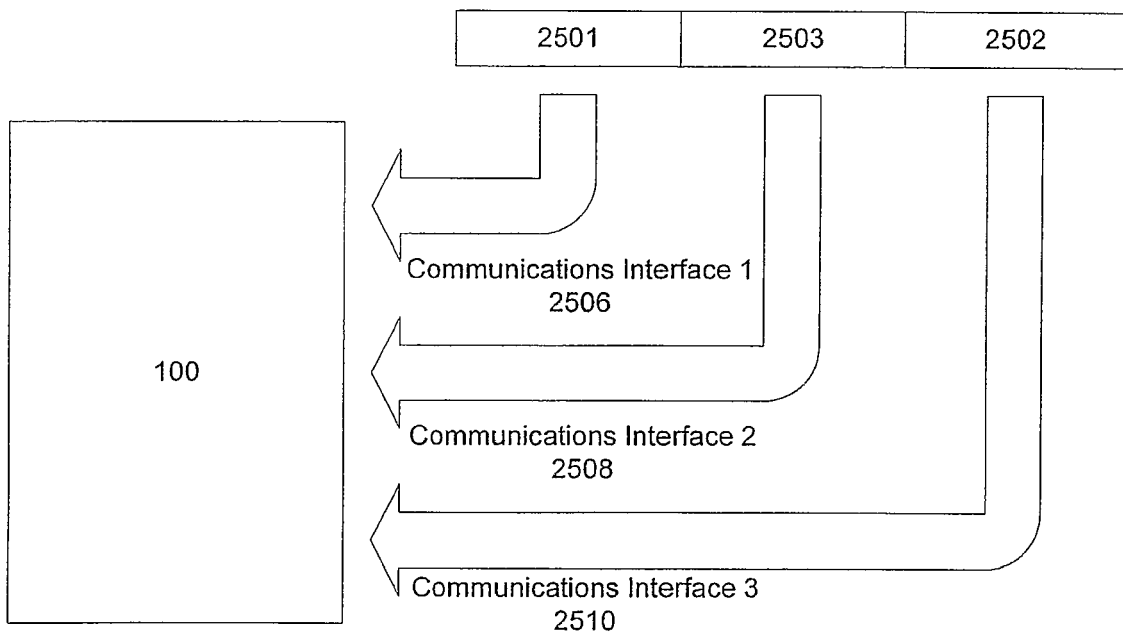 2501 2503 2502
Communications Interface 1
2506
100
Communications Interface 2
2508
Communications Interface 3
2510